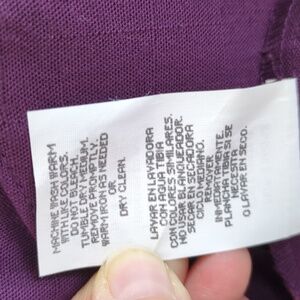 MACHINE WASH WARM
WITH LIKE COLORS.
DO NOT BLEACH.
TUMBLE DRY MEDIUM.
REMOVE PROMPTLY.
WARM IRON IF NEEDED
OR
DRY CLEAN.
LAVAR EN LAVADORA
CON AGUA TIBIA
CON COLORES SIMILARES.
NO USAR BLANQUEADOR.
SECAR EN SECADORA
CICLO MEDIANO.
REMOVER
INMEDIATAMENTE.
PLANCHA TIBIA SI SE
NECESITA
O LAVAR EN SECO.